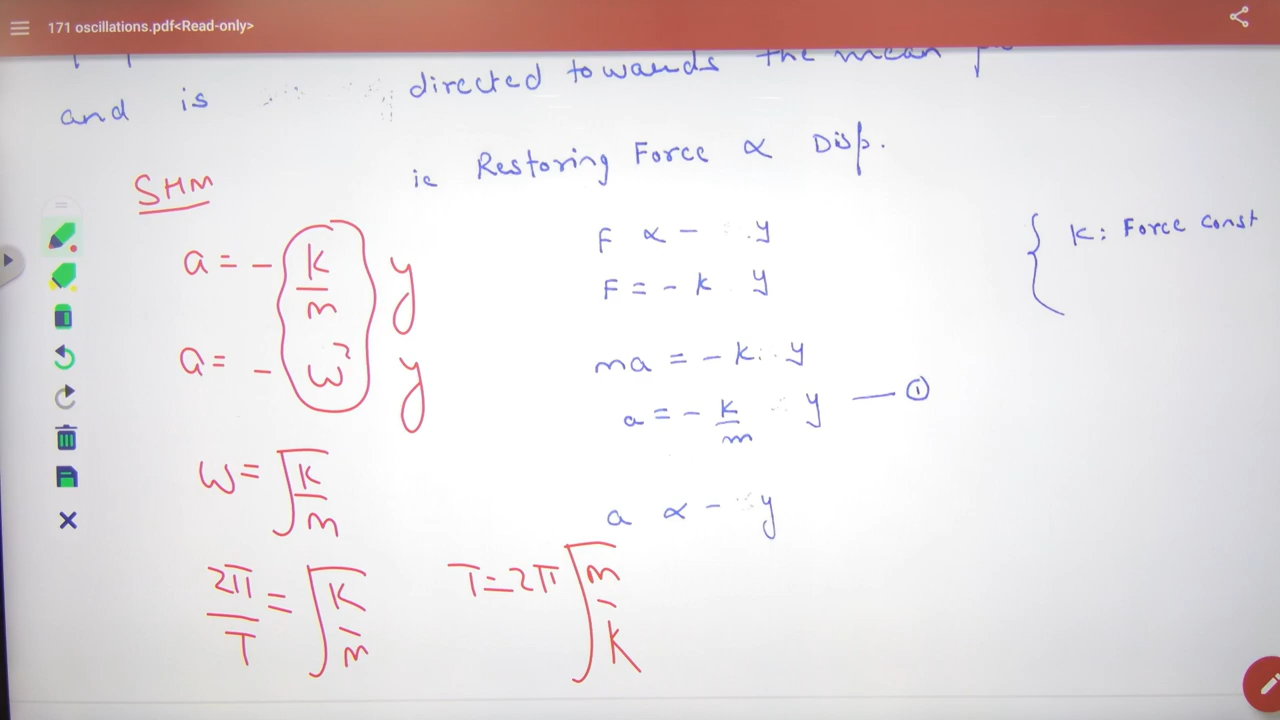 171 oscillations.pdf<Read-only>
directed towards the mean
and is
ie Restoring Force ∝ Disp.
SHM
F ∝ - y
K: Force const
a = - k/m y
F = - k y
a = - ω² y
ma = - k . y
a = - k/m y — ①
ω = √(k/m)
a ∝ - y
2π/T = √(K/m)
T = 2π √(m/k)